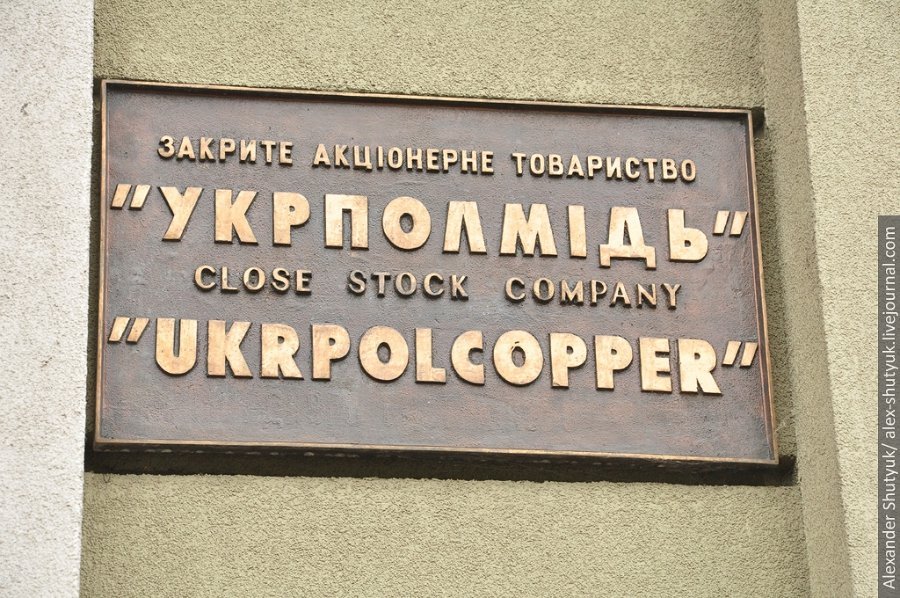 ЗАКРИТЕ АКЦІОНЕРНЕ ТОВАРИСТВО
"УКРПОЛМІДЬ"
CLOSE STOCK COMPANY
"UKRPOLCOPPER"
Alexander Shutyuk/ alex-shutyuk.livejournal.com